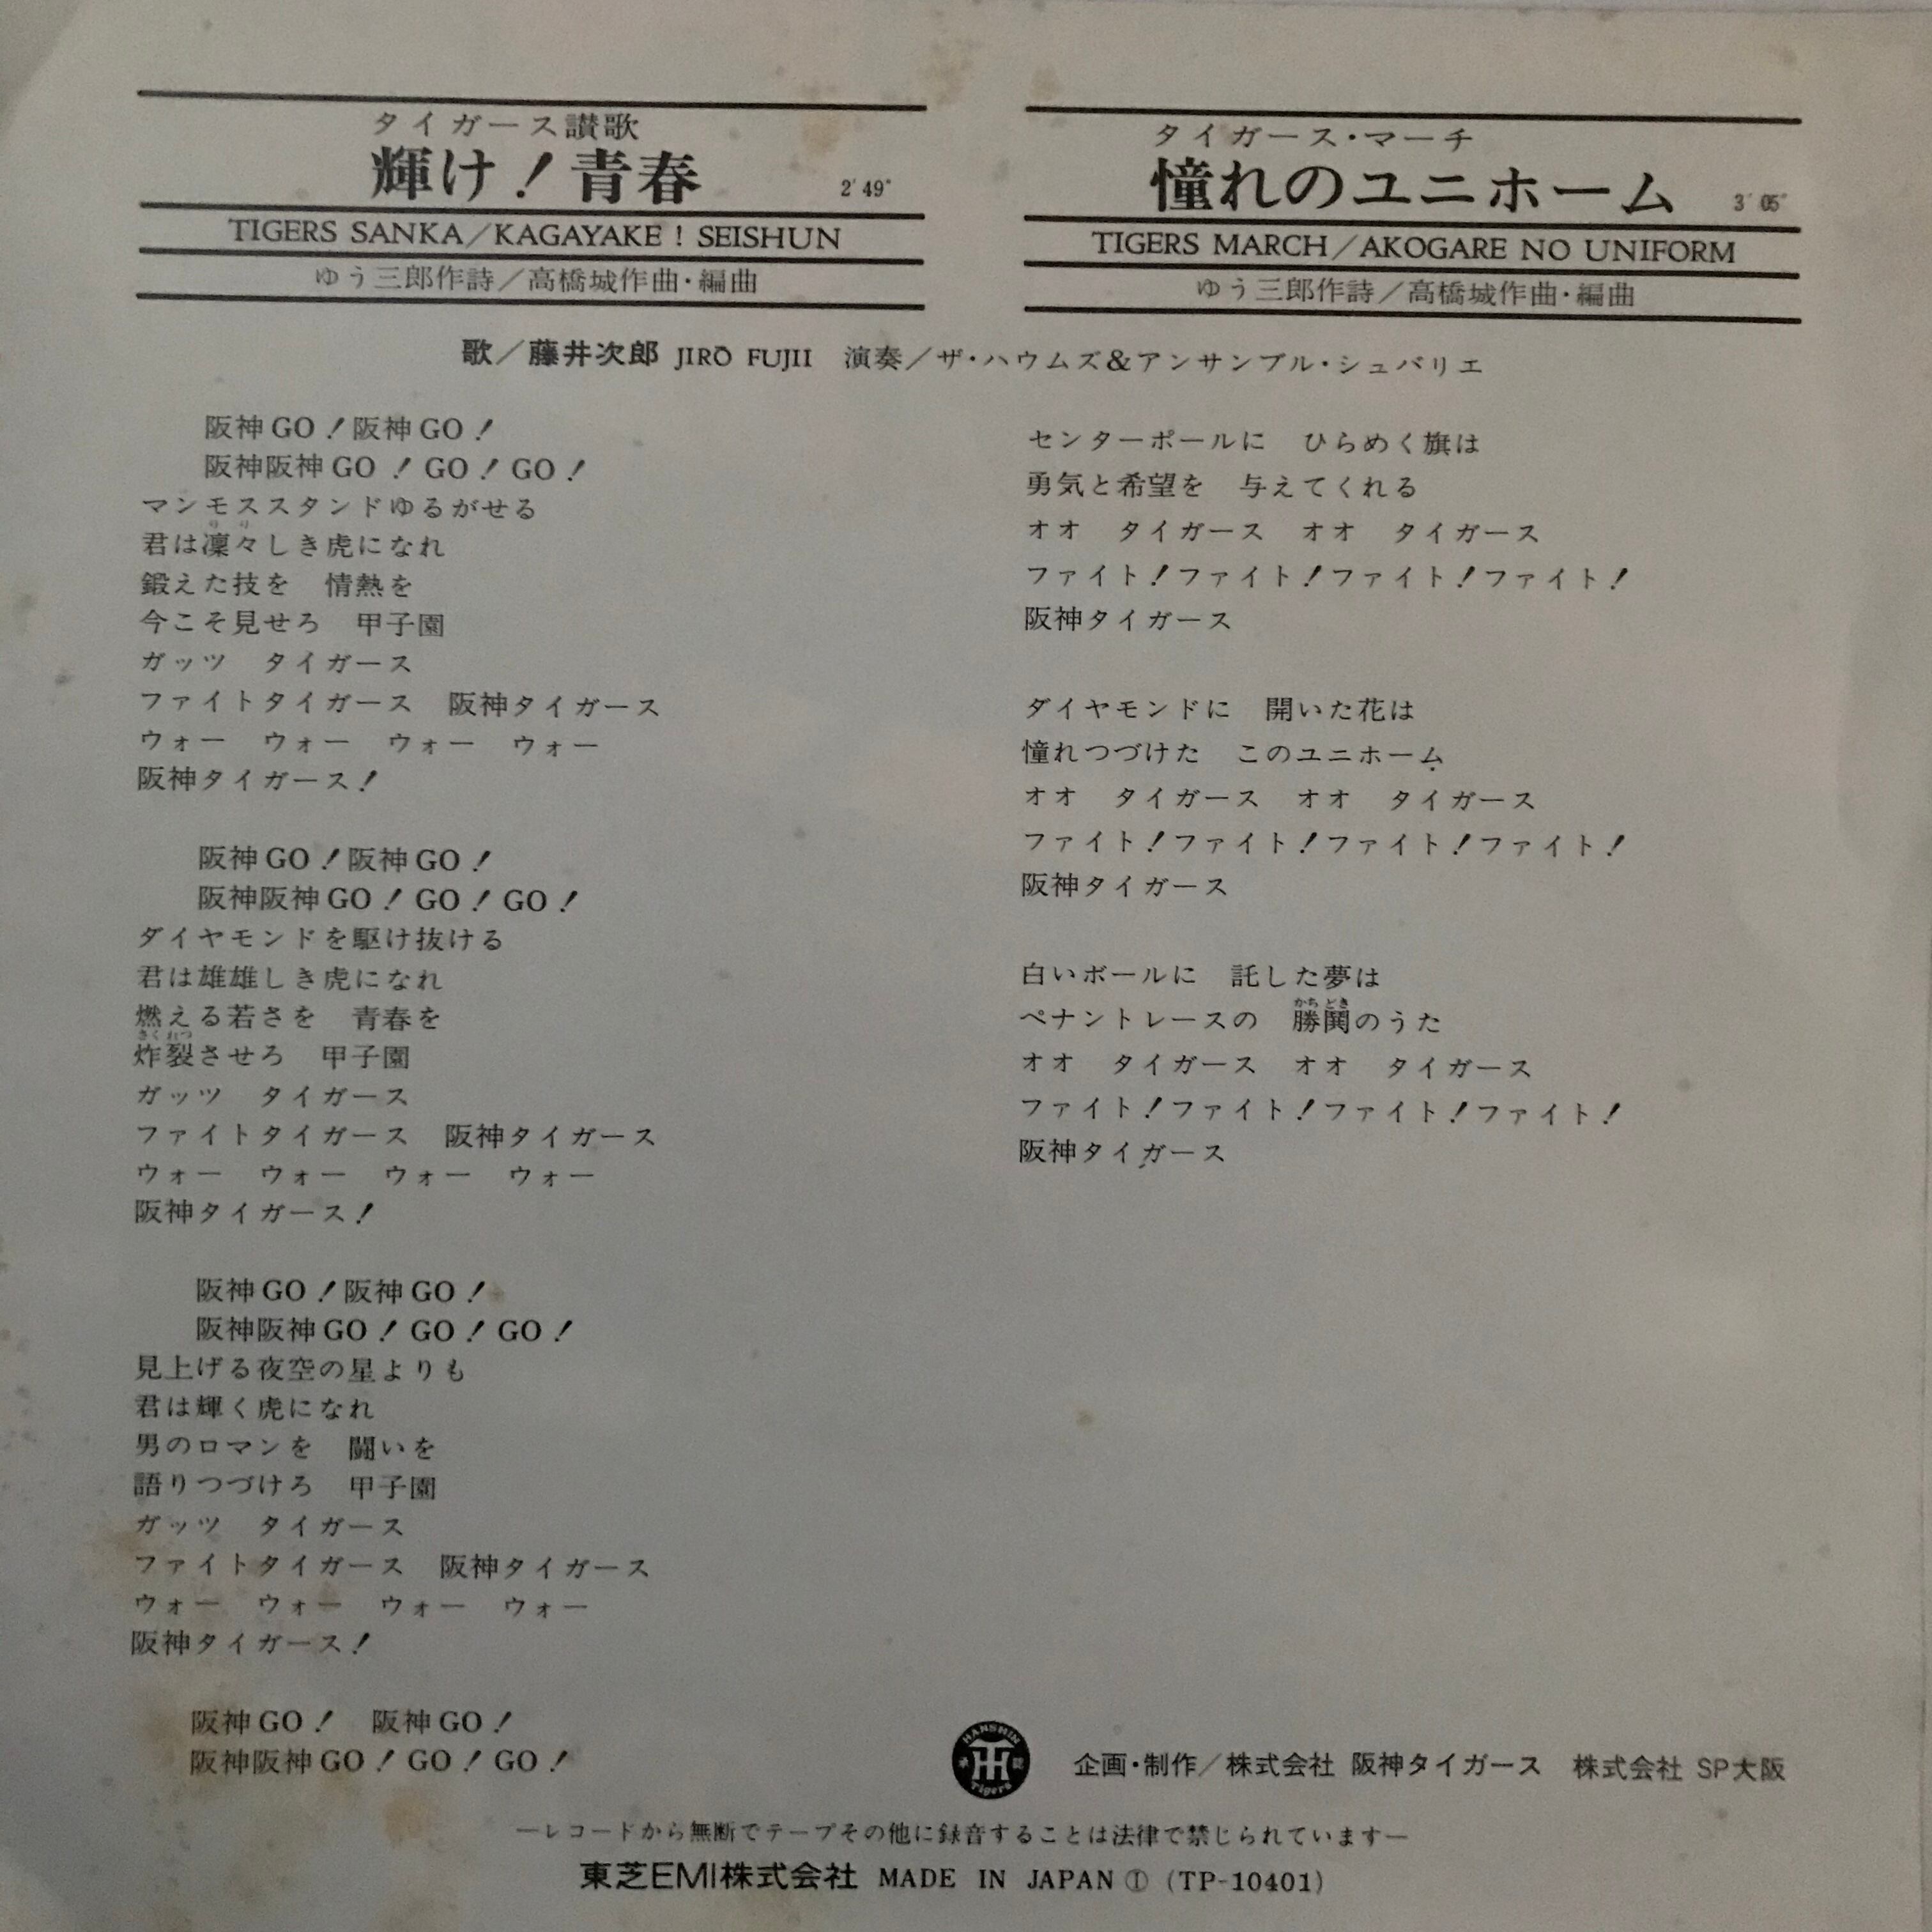 タイガース讃歌
輝け！青春 2′49″
TIGERS SANKA／KAGAYAKE！SEISHUN
ゆう三郎作詩／高橋城作曲・編曲
タイガース・マーチ
憧れのユニホーム 3′05″
TIGERS MARCH／AKOGARE NO UNIFORM
ゆう三郎作詩／高橋城作曲・編曲
歌／藤井次郎 JIRŌ FUJII　演奏／ザ・ハウムズ&アンサンブル・シュバリエ
阪神GO！阪神GO！
阪神阪神GO！GO！GO！
マンモススタンドゆるがせる
りり
君は凜々しき虎になれ
鍛えた技を　情熱を
今こそ見せろ　甲子園
ガッツ　タイガース
ファイトタイガース　阪神タイガース
ウォー　ウォー　ウォー　ウォー
阪神タイガース！
阪神GO！阪神GO！
阪神阪神GO！GO！GO！
ダイヤモンドを駆け抜ける
君は雄雄しき虎になれ
燃える若さを　青春を
さくれつ
炸裂させろ　甲子園
ガッツ　タイガース
ファイトタイガース　阪神タイガース
ウォー　ウォー　ウォー　ウォー
阪神タイガース！
阪神GO！阪神GO！
阪神阪神GO！GO！GO！
見上げる夜空の星よりも
君は輝く虎になれ
男のロマンを　闘いを
語りつづけろ　甲子園
ガッツ　タイガース
ファイトタイガース　阪神タイガース
ウォー　ウォー　ウォー　ウォー
阪神タイガース！
阪神GO！　阪神GO！
阪神阪神GO！GO！GO！
センターポールに　ひらめく旗は
勇気と希望を　与えてくれる
オオ　タイガース　オオ　タイガース
ファイト！ファイト！ファイト！ファイト！
阪神タイガース
ダイヤモンドに　開いた花は
憧れつづけた　このユニホーム
オオ　タイガース　オオ　タイガース
ファイト！ファイト！ファイト！ファイト！
阪神タイガース
白いボールに　託した夢は
かちどき
ペナントレースの　勝鬨のうた
オオ　タイガース　オオ　タイガース
ファイト！ファイト！ファイト！ファイト！
阪神タイガース
HANSHIN
Tigers
企画・制作／株式会社 阪神タイガース　株式会社 SP大阪
ーレコードから無断でテープその他に録音することは法律で禁じられていますー
東芝EMI株式会社 MADE IN JAPAN Ⓣ (TP-10401)